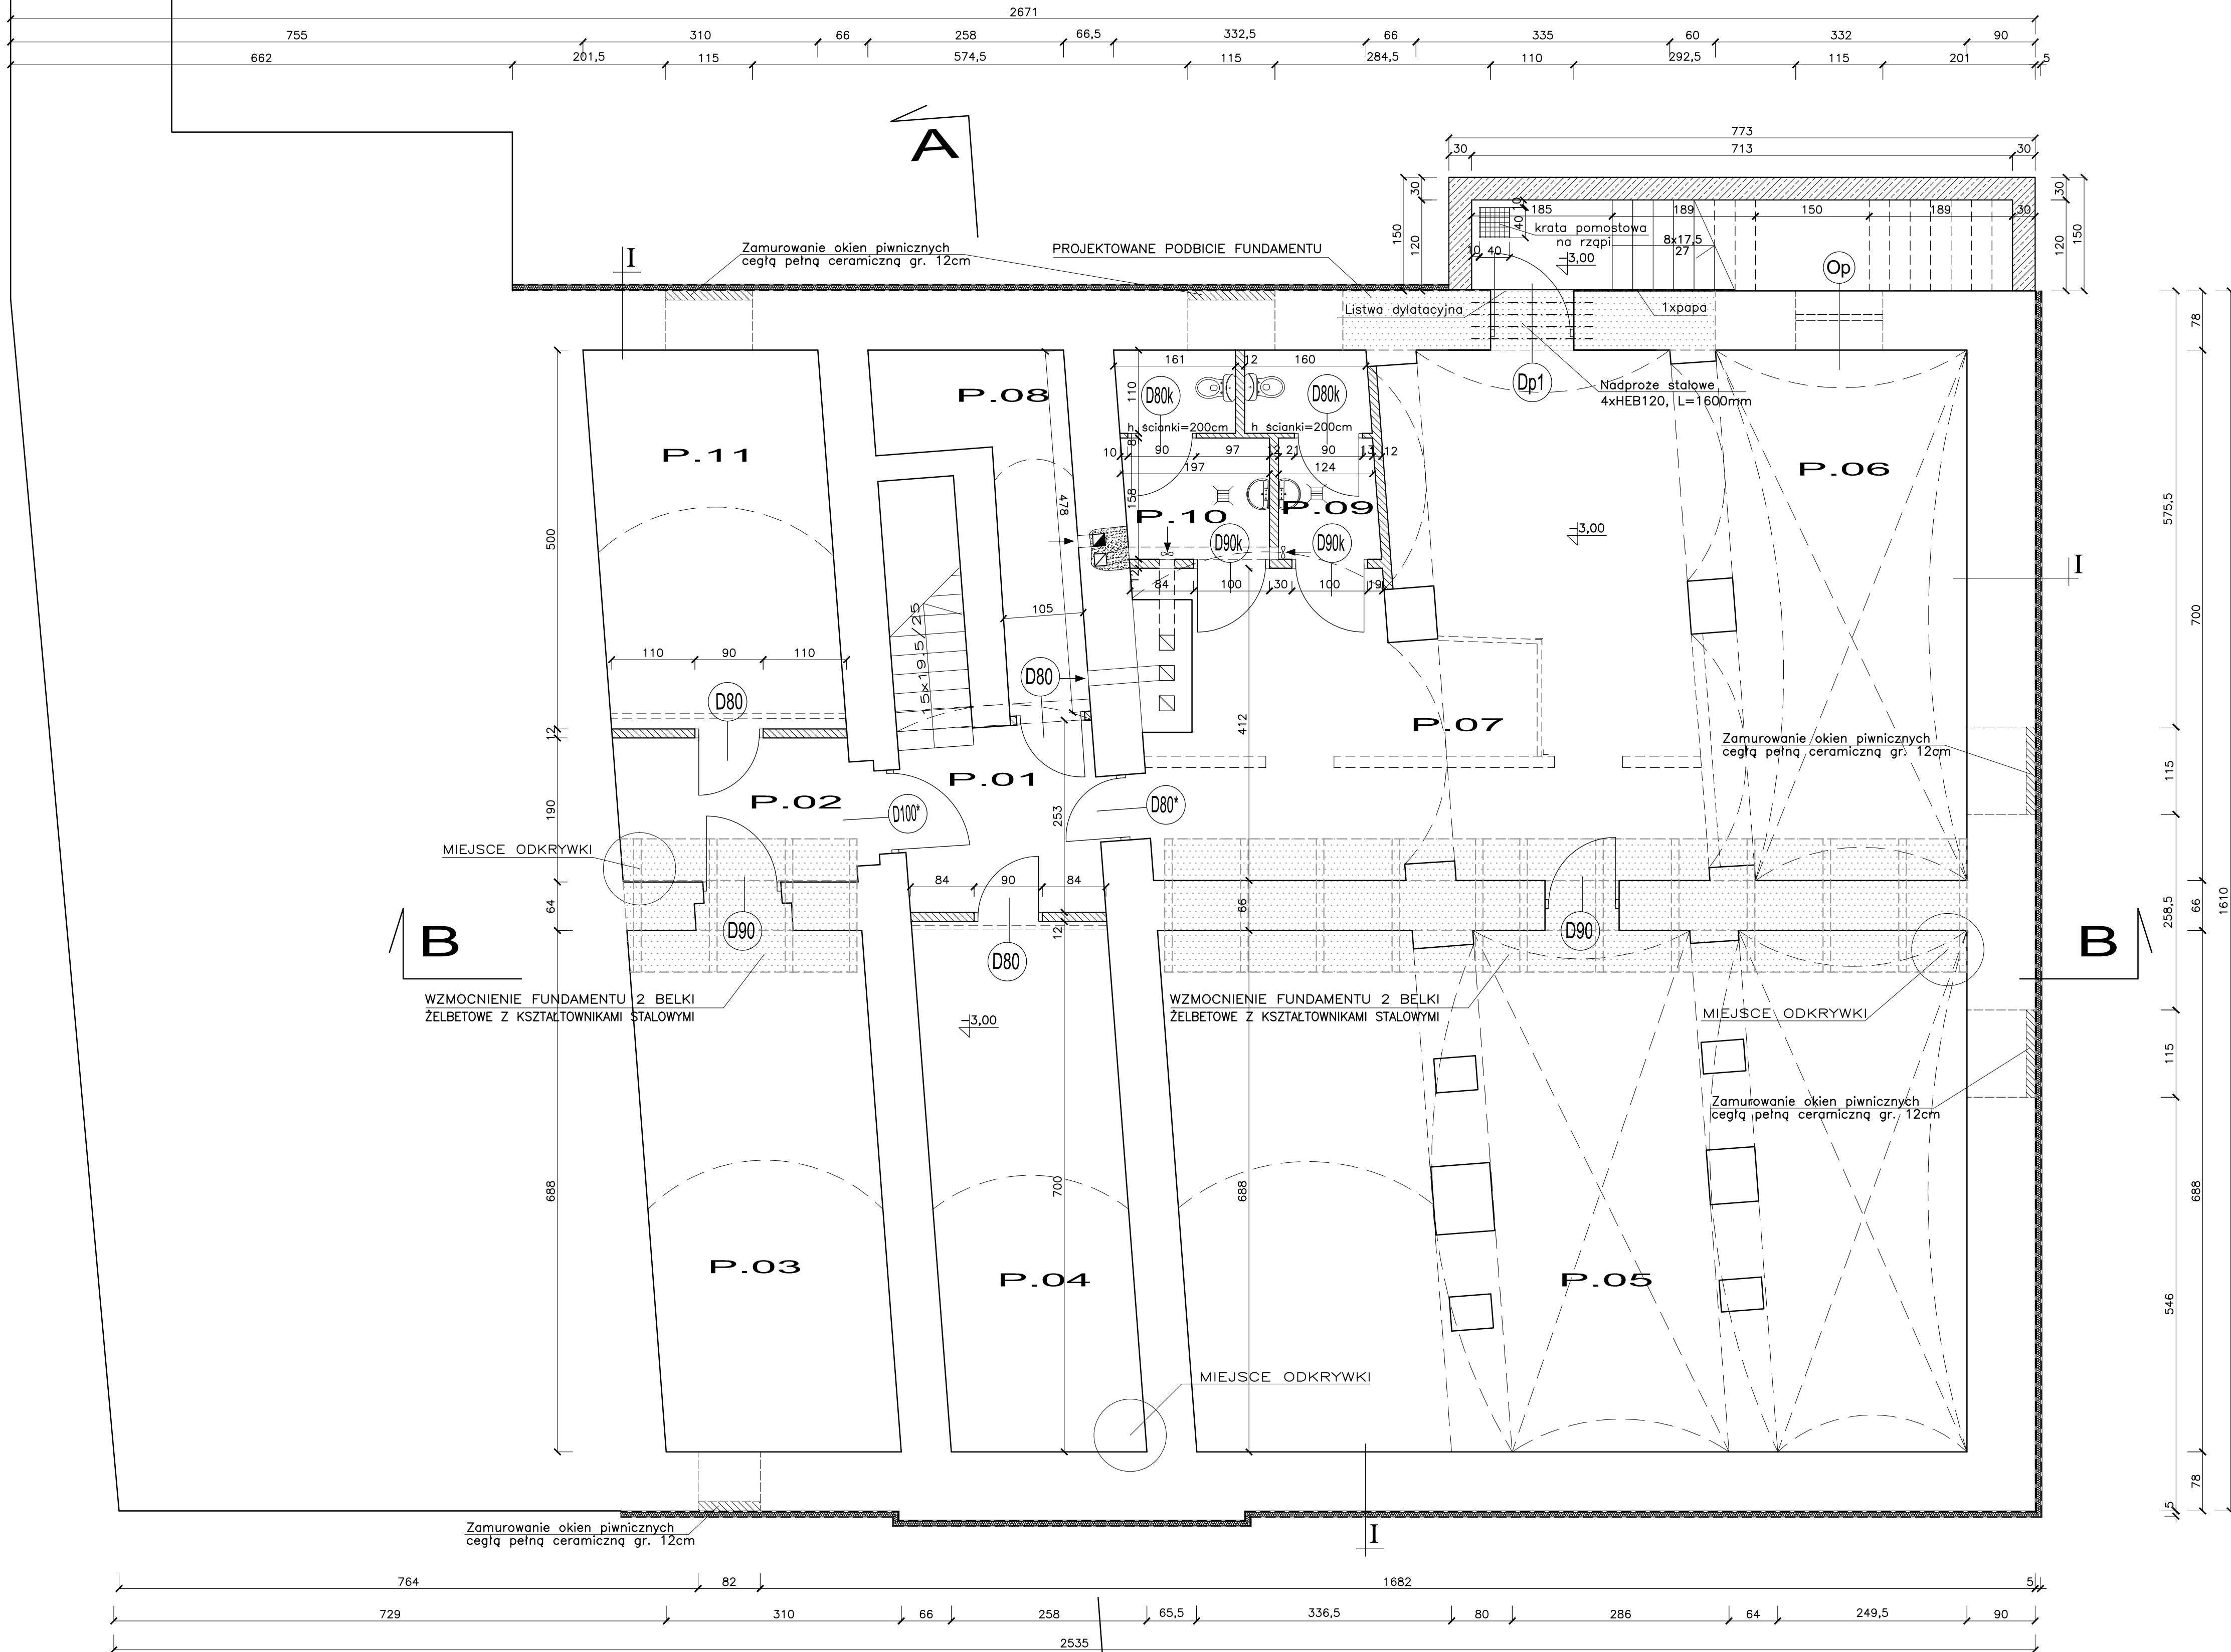 2671
755 310 66 258 66,5 332,5 66 335 60 332 90
662 201,5 115 574,5 115 284,5 110 292,5 115 201 5
A
773
30 713 30
30
120
150
10
40
185 189 150 189 30
krata pomostowa
na rząpi
10 40
8x17,5
27
-3,00
Op
30
120
150
I
Zamurowanie okien piwnicznych
cegłą pełną ceramiczną gr. 12cm
PROJEKTOWANE PODBICIE FUNDAMENTU
Listwa dylatacyjna
1xpapa
Dp1
Nadproże stalowe
4xHEB120, L=1600mm
161 12 160
110
D80k
D80k
h ścianki=200cm
h ścianki=200cm
8
10 90 97 12 21 90 13 12
197 124
158
P.08
P.11
P.10
P.09
P.06
478
D90k
D90k
-3,00
12
84 100 30 100 19
500
105
15x19.5/25
110 90 110
D80
D80
412
P.07
12
P.01
P.02
D100*
D80*
190
253
MIEJSCE ODKRYWKI
Zamurowanie okien piwnicznych
cegłą pełną ceramiczną gr. 12cm
I
78
575,5
700
115
84 90 84
64
66
12
D90
D80
D90
258,5
66
1610
B
B
WZMOCNIENIE FUNDAMENTU 2 BELKI
ŻELBETOWE Z KSZTAŁTOWNIKAMI STALOWYMI
-3,00
WZMOCNIENIE FUNDAMENTU 2 BELKI
ŻELBETOWE Z KSZTAŁTOWNIKAMI STALOWYMI
MIEJSCE ODKRYWKI
115
Zamurowanie okien piwnicznych
cegłą pełną ceramiczną gr. 12cm
688
700
688
688
546
P.03
P.04
P.05
MIEJSCE ODKRYWKI
78
5
Zamurowanie okien piwnicznych
cegłą pełną ceramiczną gr. 12cm
I
764 82 1682 5
729 310 66 258 65,5 336,5 80 286 64 249,5 90
2535